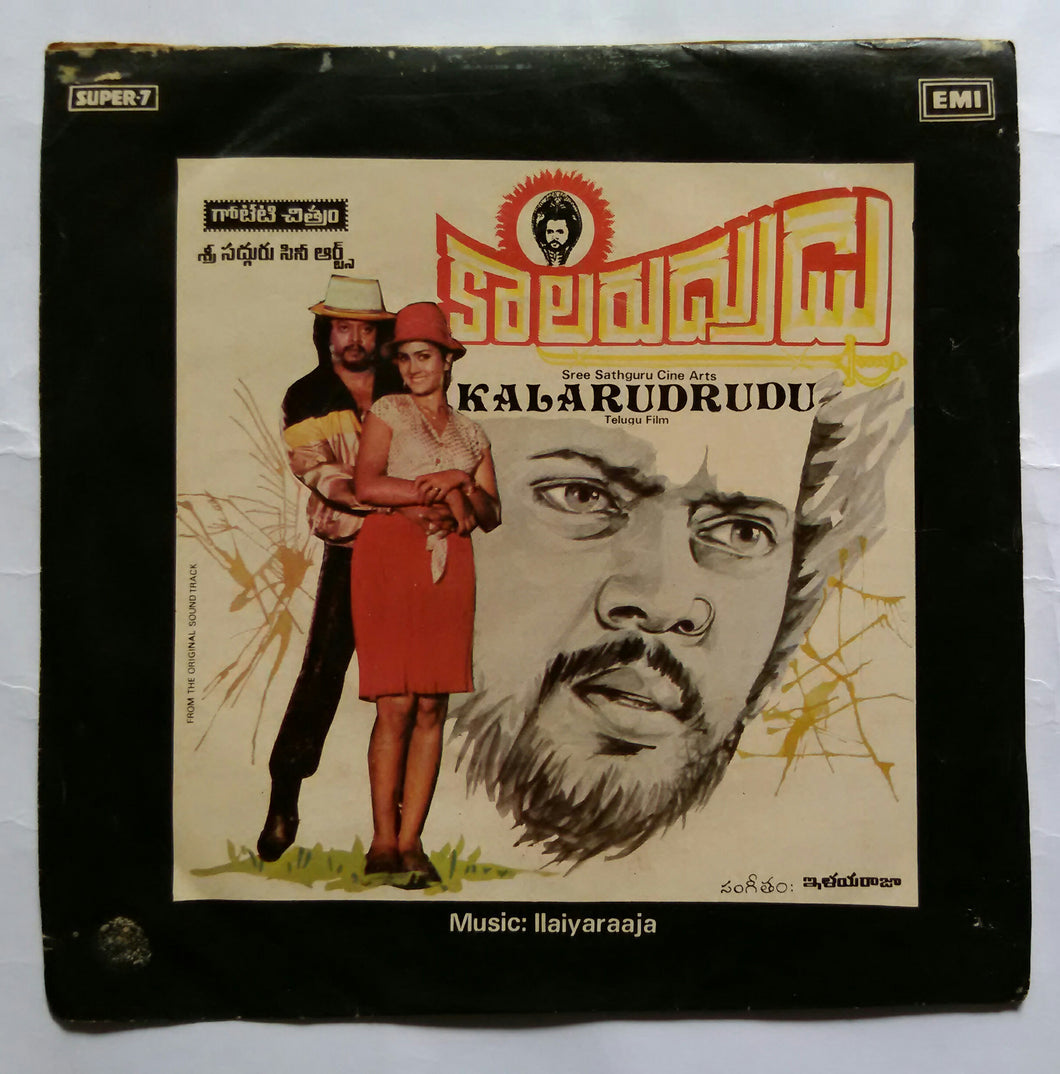 SUPER-7
EMI
గోటేటి చిత్రం
శ్రీ సద్గురు సినీ ఆర్ట్స్
కాలరుద్రుడు
Sree Sathguru Cine Arts
KALARUDRUDU
Telugu Film
FROM THE ORIGINAL SOUNDTRACK
సంగీతం: ఇళయరాజా
Music: Ilaiyaraaja